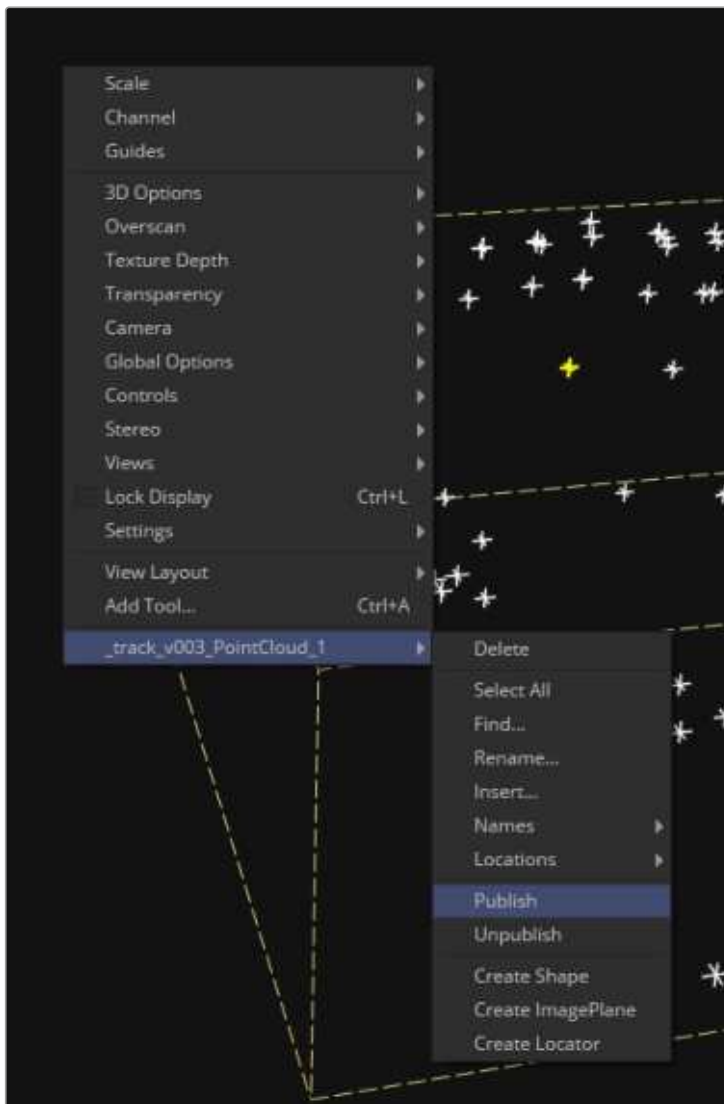 Scale
Channel
Guides
3D Options
Overscan
Texture Depth
Transparency
Camera
Global Options
Controls
Stereo
Views
Lock Display Ctrl+L
Settings
View Layout
Add Tool... Ctrl+A
_track_v003_PointCloud_1
Delete
Select All
Find...
Rename...
Insert...
Names
Locations
Publish
Unpublish
Create Shape
Create ImagePlane
Create Locator